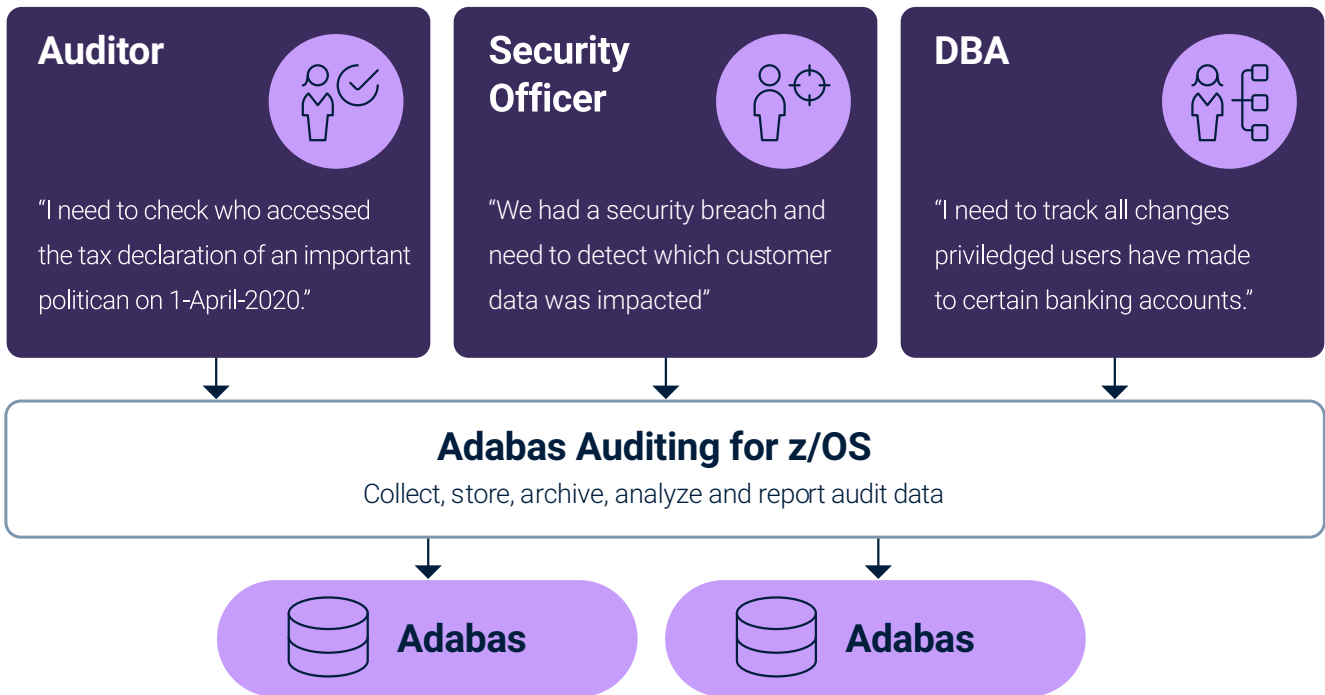 Auditor
“I need to check who accessed
the tax declaration of an important
politican on 1-April-2020.”
Security
Officer
“We had a security breach and
need to detect which customer
data was impacted”
DBA
“I need to track all changes
priviledged users have made
to certain banking accounts.”
Adabas Auditing for z/OS
Collect, store, archive, analyze and report audit data
Adabas
Adabas